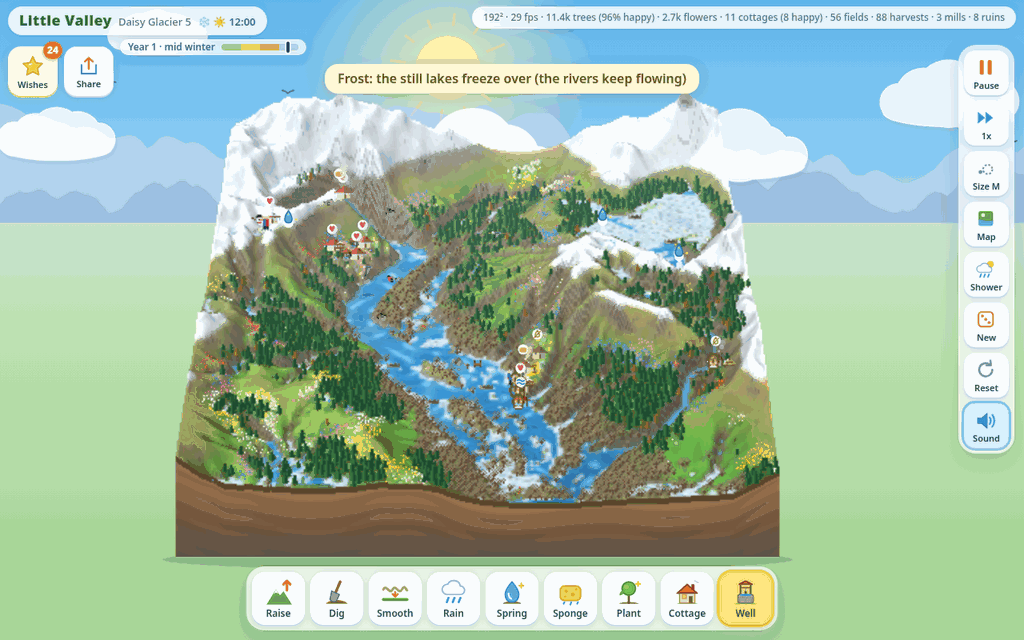 Little Valley Daisy Glacier 5 12:00
192² · 29 fps · 11.4k trees (96% happy) · 2.7k flowers · 11 cottages (8 happy) · 56 fields · 88 harvests · 3 mills · 8 ruins
Year 1 · mid winter
24
Wishes
Share
Frost: the still lakes freeze over (the rivers keep flowing)
Pause
1x
Size M
Map
Shower
New
Reset
Sound
Raise
Dig
Smooth
Rain
Spring
Sponge
Plant
Cottage
Well